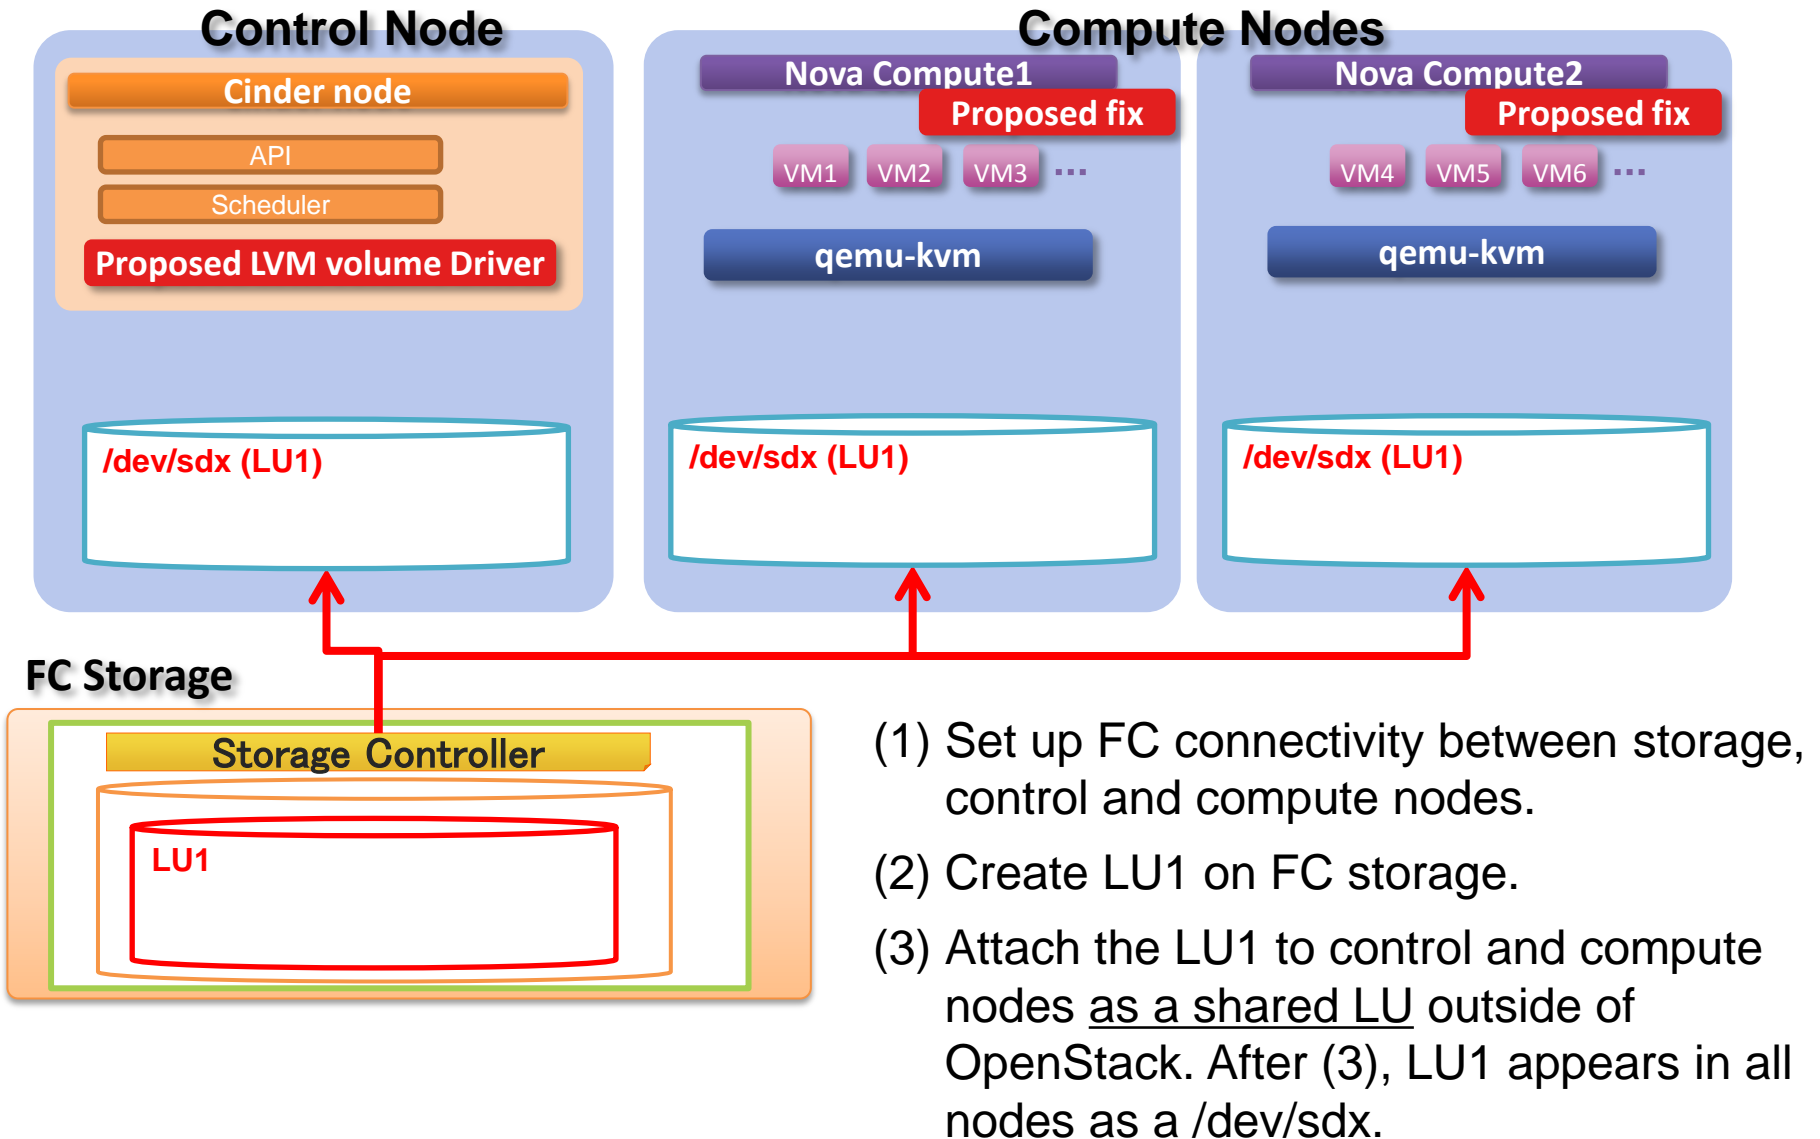 Control Node
Compute Nodes
Cinder node
API
Scheduler
Proposed LVM volume Driver
/dev/sdx (LU1)
Nova Compute1
Proposed fix
VM1 VM2 VM3 ...
qemu-kvm
/dev/sdx (LU1)
Nova Compute2
Proposed fix
VM4 VM5 VM6 ...
qemu-kvm
/dev/sdx (LU1)
FC Storage
Storage Controller
LU1
(1) Set up FC connectivity between storage,
control and compute nodes.
(2) Create LU1 on FC storage.
(3) Attach the LU1 to control and compute
nodes as a shared LU outside of
OpenStack. After (3), LU1 appears in all
nodes as a /dev/sdx.